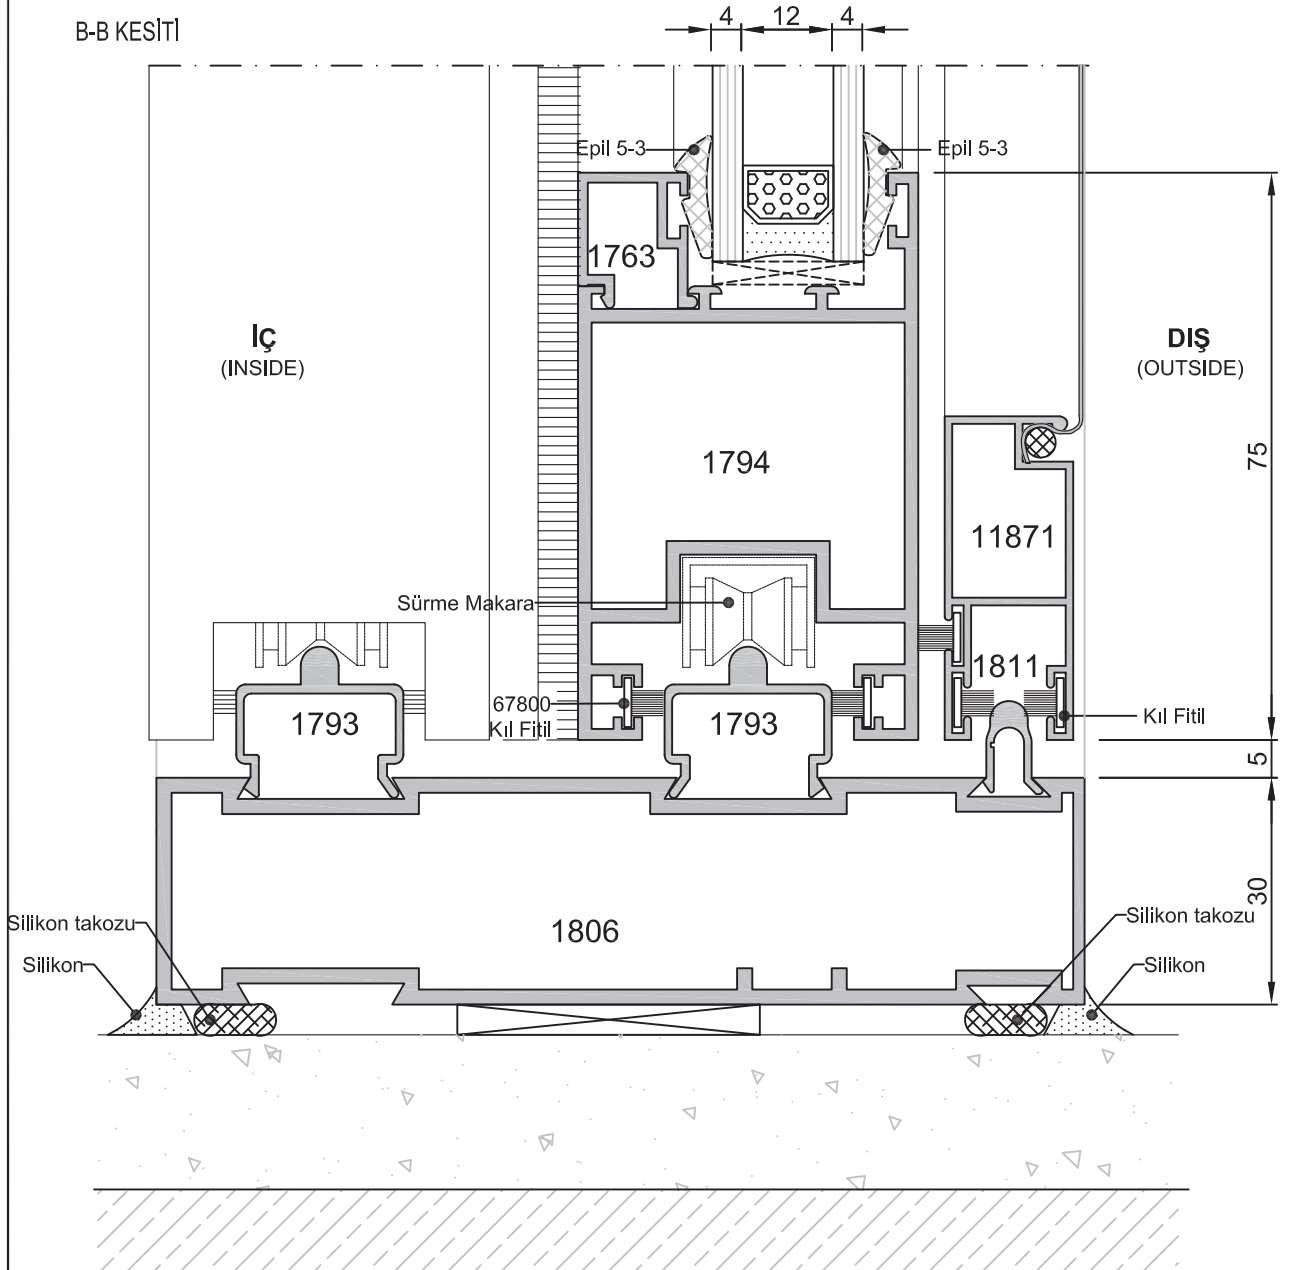 B-B KESİTİ
4 12 4
Epil 5-3
Epil 5-3
1763
İÇ
(INSIDE)
DIŞ
(OUTSIDE)
1794
75
11871
Sürme Makara
1811
67800
Kıl Fitil
1793
1793
Kıl Fitil
5
30
Silikon takozu
Silikon
1806
Silikon takozu
Silikon